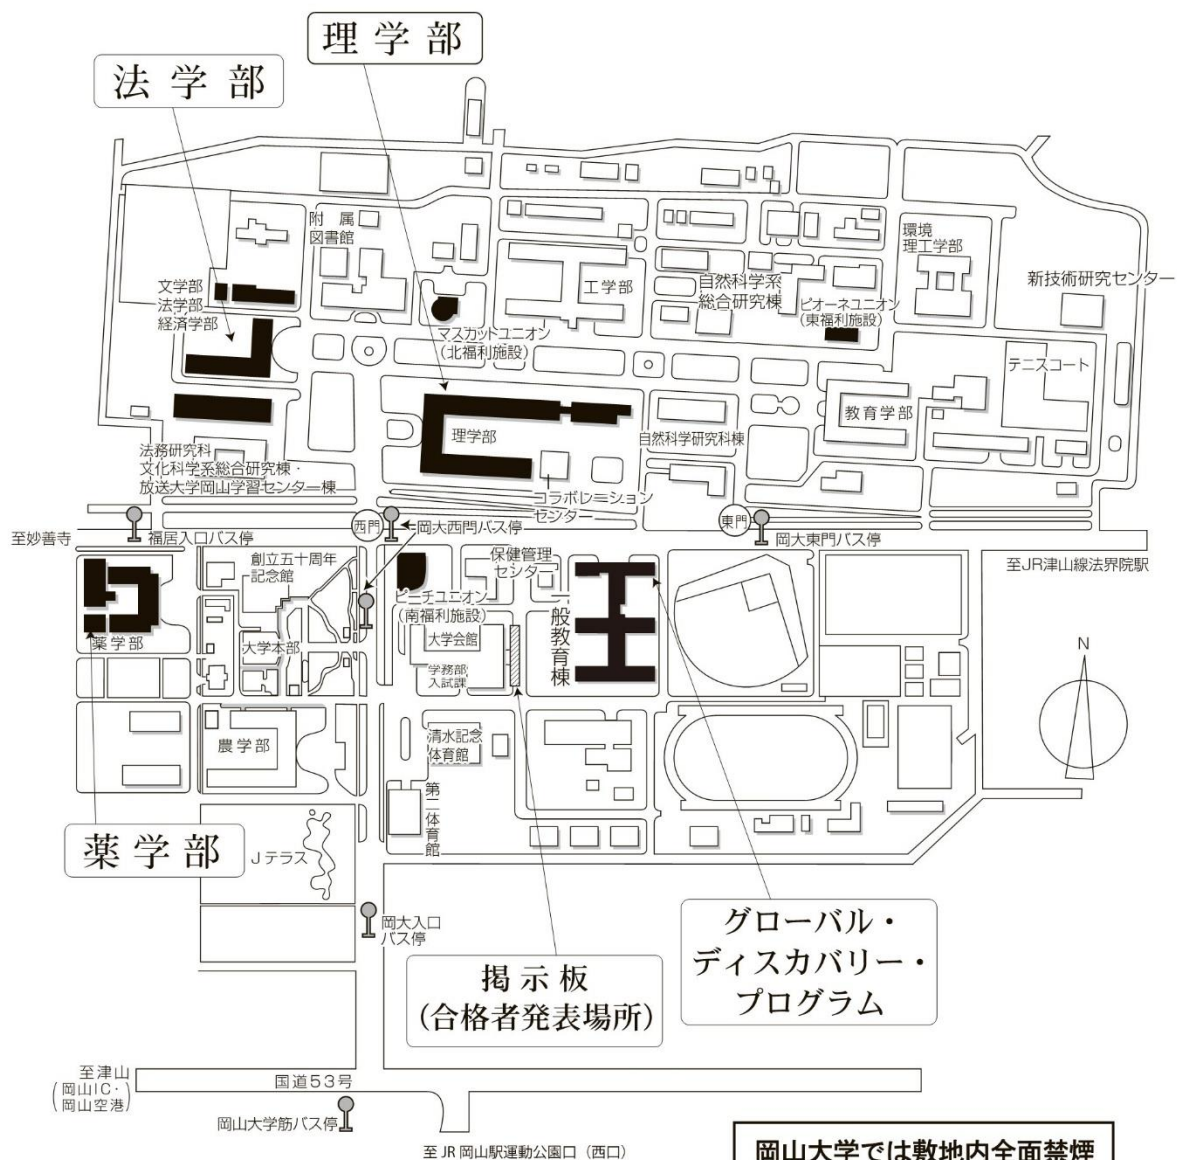 理学部
法学部
附属
図書館
環境
理工学部
文学部
法学部
経済学部
工学部
自然科学系
総合研究棟
新技術研究センター
ピオーネユニオン
(東福利施設)
マスカットユニオン
(北福利施設)
テニスコート
教育学部
理学部
自然科学研究科棟
法務研究科
文化科学系総合研究棟・
放送大学岡山学習センター棟
コラボレーション
センタ
至妙善寺
福居入口バス停
西門
岡大西門バス停
東門
岡大東門バス停
至JR津山線法界院駅
創立五十周年
記念館
保健管理
センター
ピーチユニオン
(南福利施設)
一般教育棟
薬学部
大学本部
大学会館
学務部
入試課
N
農学部
清水記念
体育館
第二体育館
薬学部
Jテラス
岡大入口
バス停
グローバル・
ディスカバリー・
プログラム
掲示板
(合格者発表場所)
至津山
(岡山IC・
岡山空港)
国道53号
岡山大学筋バス停
至JR岡山駅運動公園口(西口)
岡山大学では敷地内全面禁煙